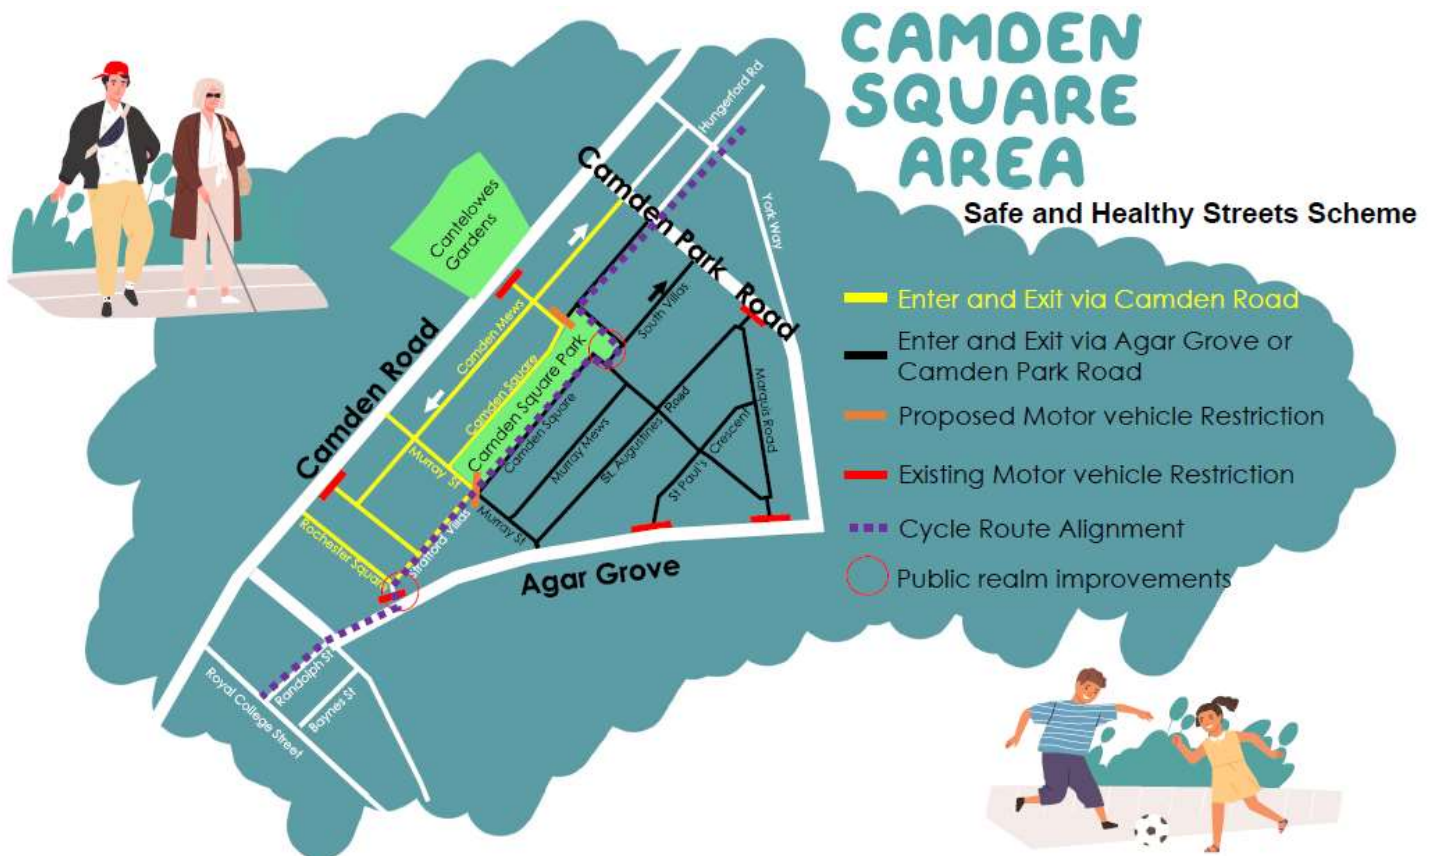 CAMDEN
SQUARE
AREA
Safe and Healthy Streets Scheme
Enter and Exit via Camden Road
Enter and Exit via Agar Grove or
Camden Park Road
Proposed Motor vehicle Restriction
Existing Motor vehicle Restriction
Cycle Route Alignment
Public realm improvements
Hungerford Rd
Camden Park Road
York Way
Cantelowes
Gardens
Camden Road
Camden Mews
South Villas
Camden Square
Camden Square Park
Camden Square
Murray Mews
St. Augustines Road
Marquis Road
St Paul's Crescent
Murray St
Murray St
Stratford Villas
Rochester Square
Agar Grove
Randolph St
Baynes St
Royal College Street